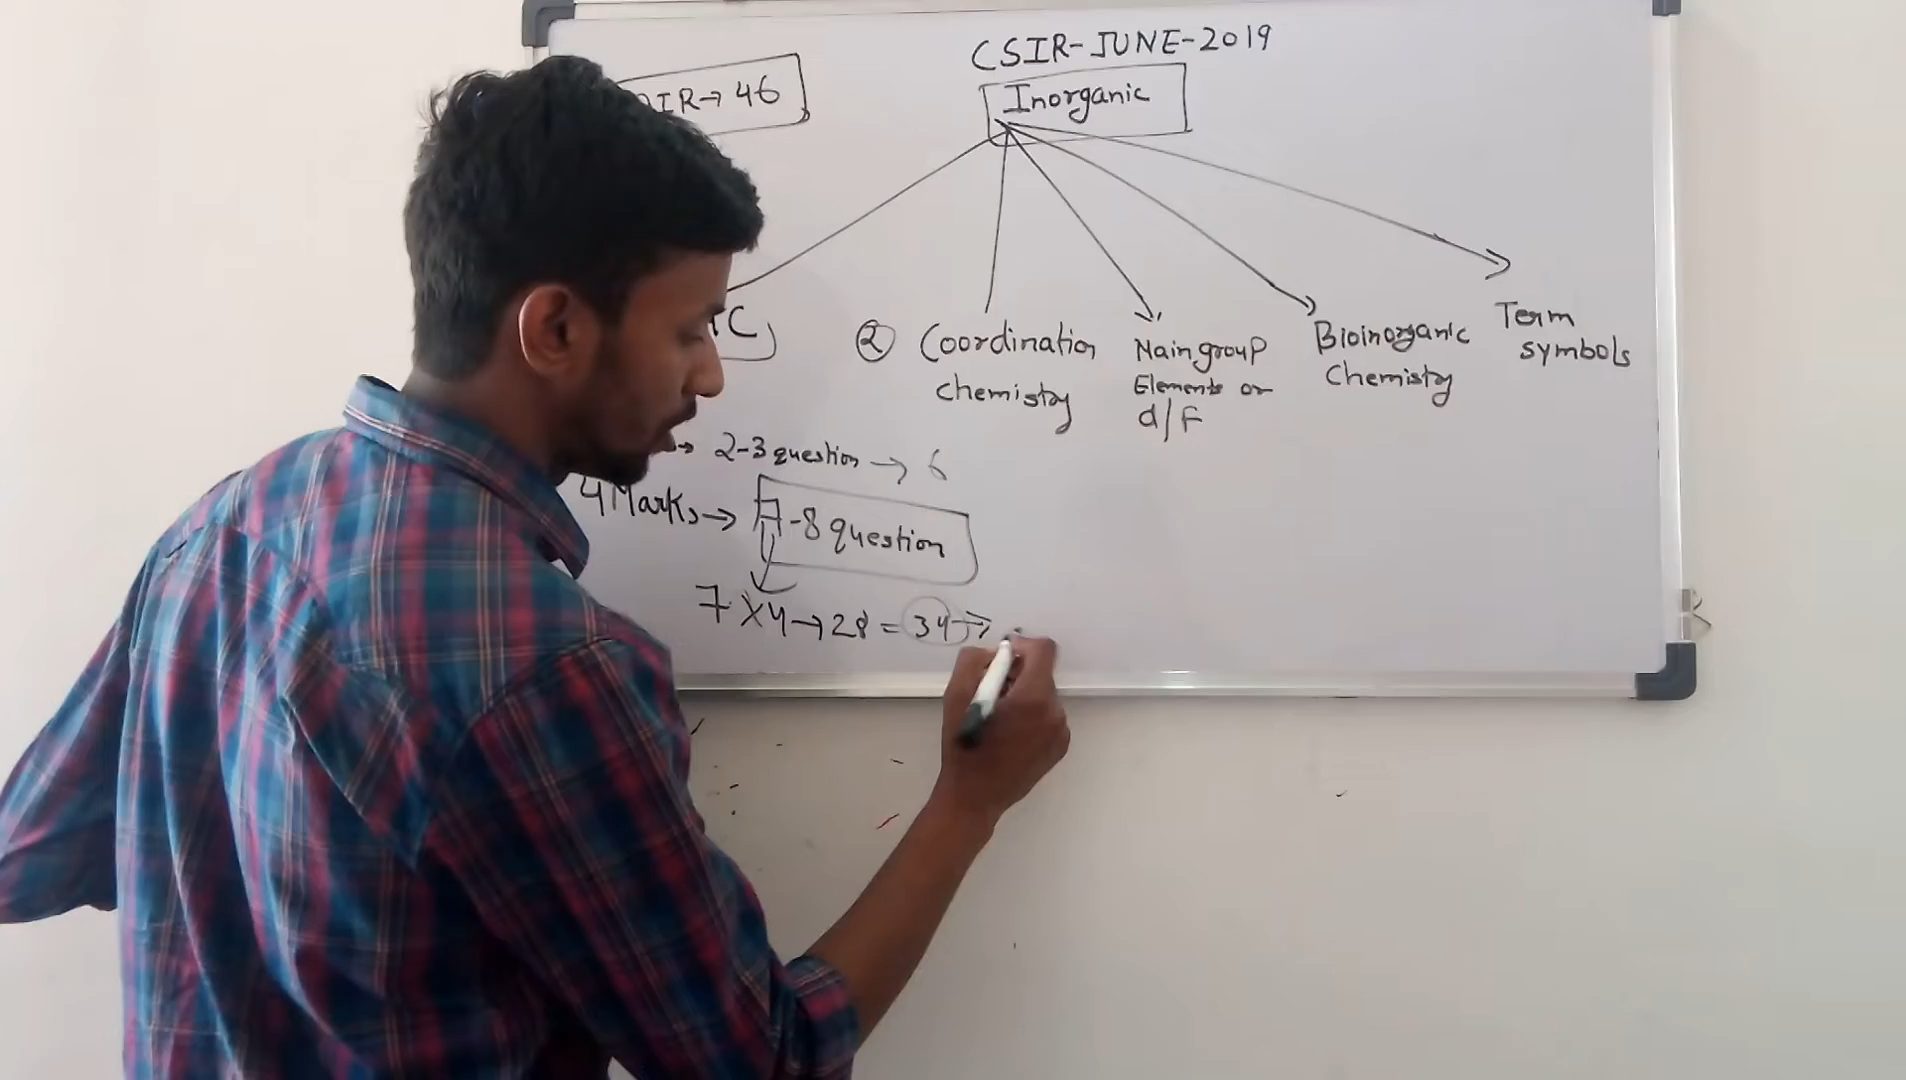 CSIR-JUNE-2019
IR→ 46
Inorganic
TC
② Coordination
chemistry
Main group
Elements or
d/F
Bioinorganic
Chemistry
Term
symbols
→ 2-3 question → 6
4 Marks → 7-8 question
7 X 4 → 28 = 34 →